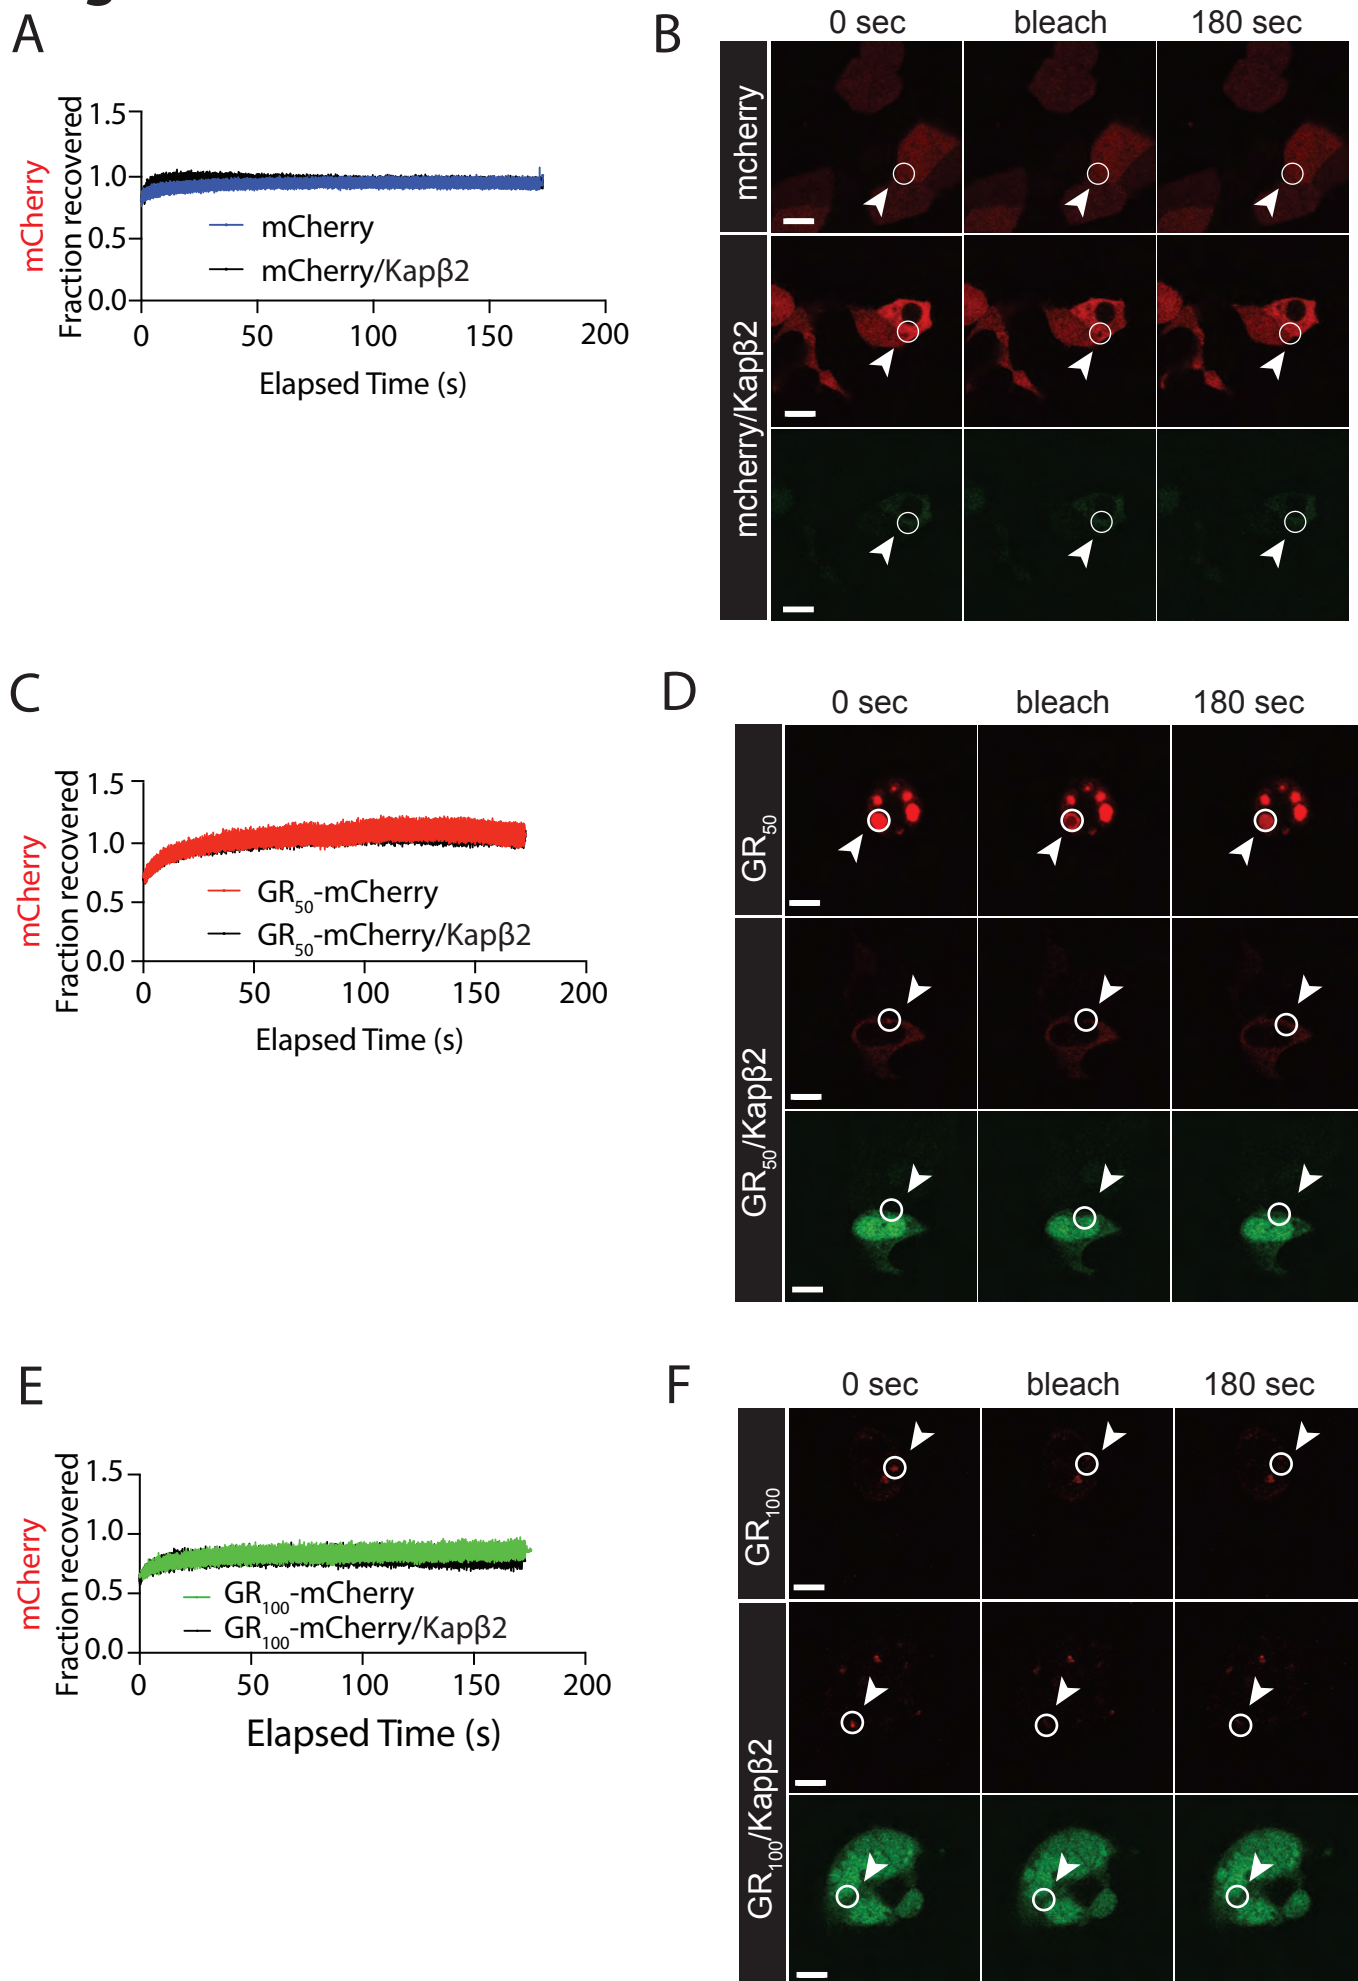 A
mCherry
Fraction recovered
1.5
1.0
0.5
0.0
mCherry
mCherry/Kapβ2
0 50 100 150 200
Elapsed Time (s)
B
0 sec bleach 180 sec
mcherry
mcherry/Kapβ2
C
mCherry
Fraction recovered
1.5
1.0
0.5
0.0
GR50-mCherry
GR50-mCherry/Kapβ2
0 50 100 150 200
Elapsed Time (s)
D
0 sec bleach 180 sec
GR50
GR50/Kapβ2
E
mCherry
Fraction recovered
1.5
1.0
0.5
0.0
GR100-mCherry
GR100-mCherry/Kapβ2
0 50 100 150 200
Elapsed Time (s)
F
0 sec bleach 180 sec
GR100
GR100/Kapβ2